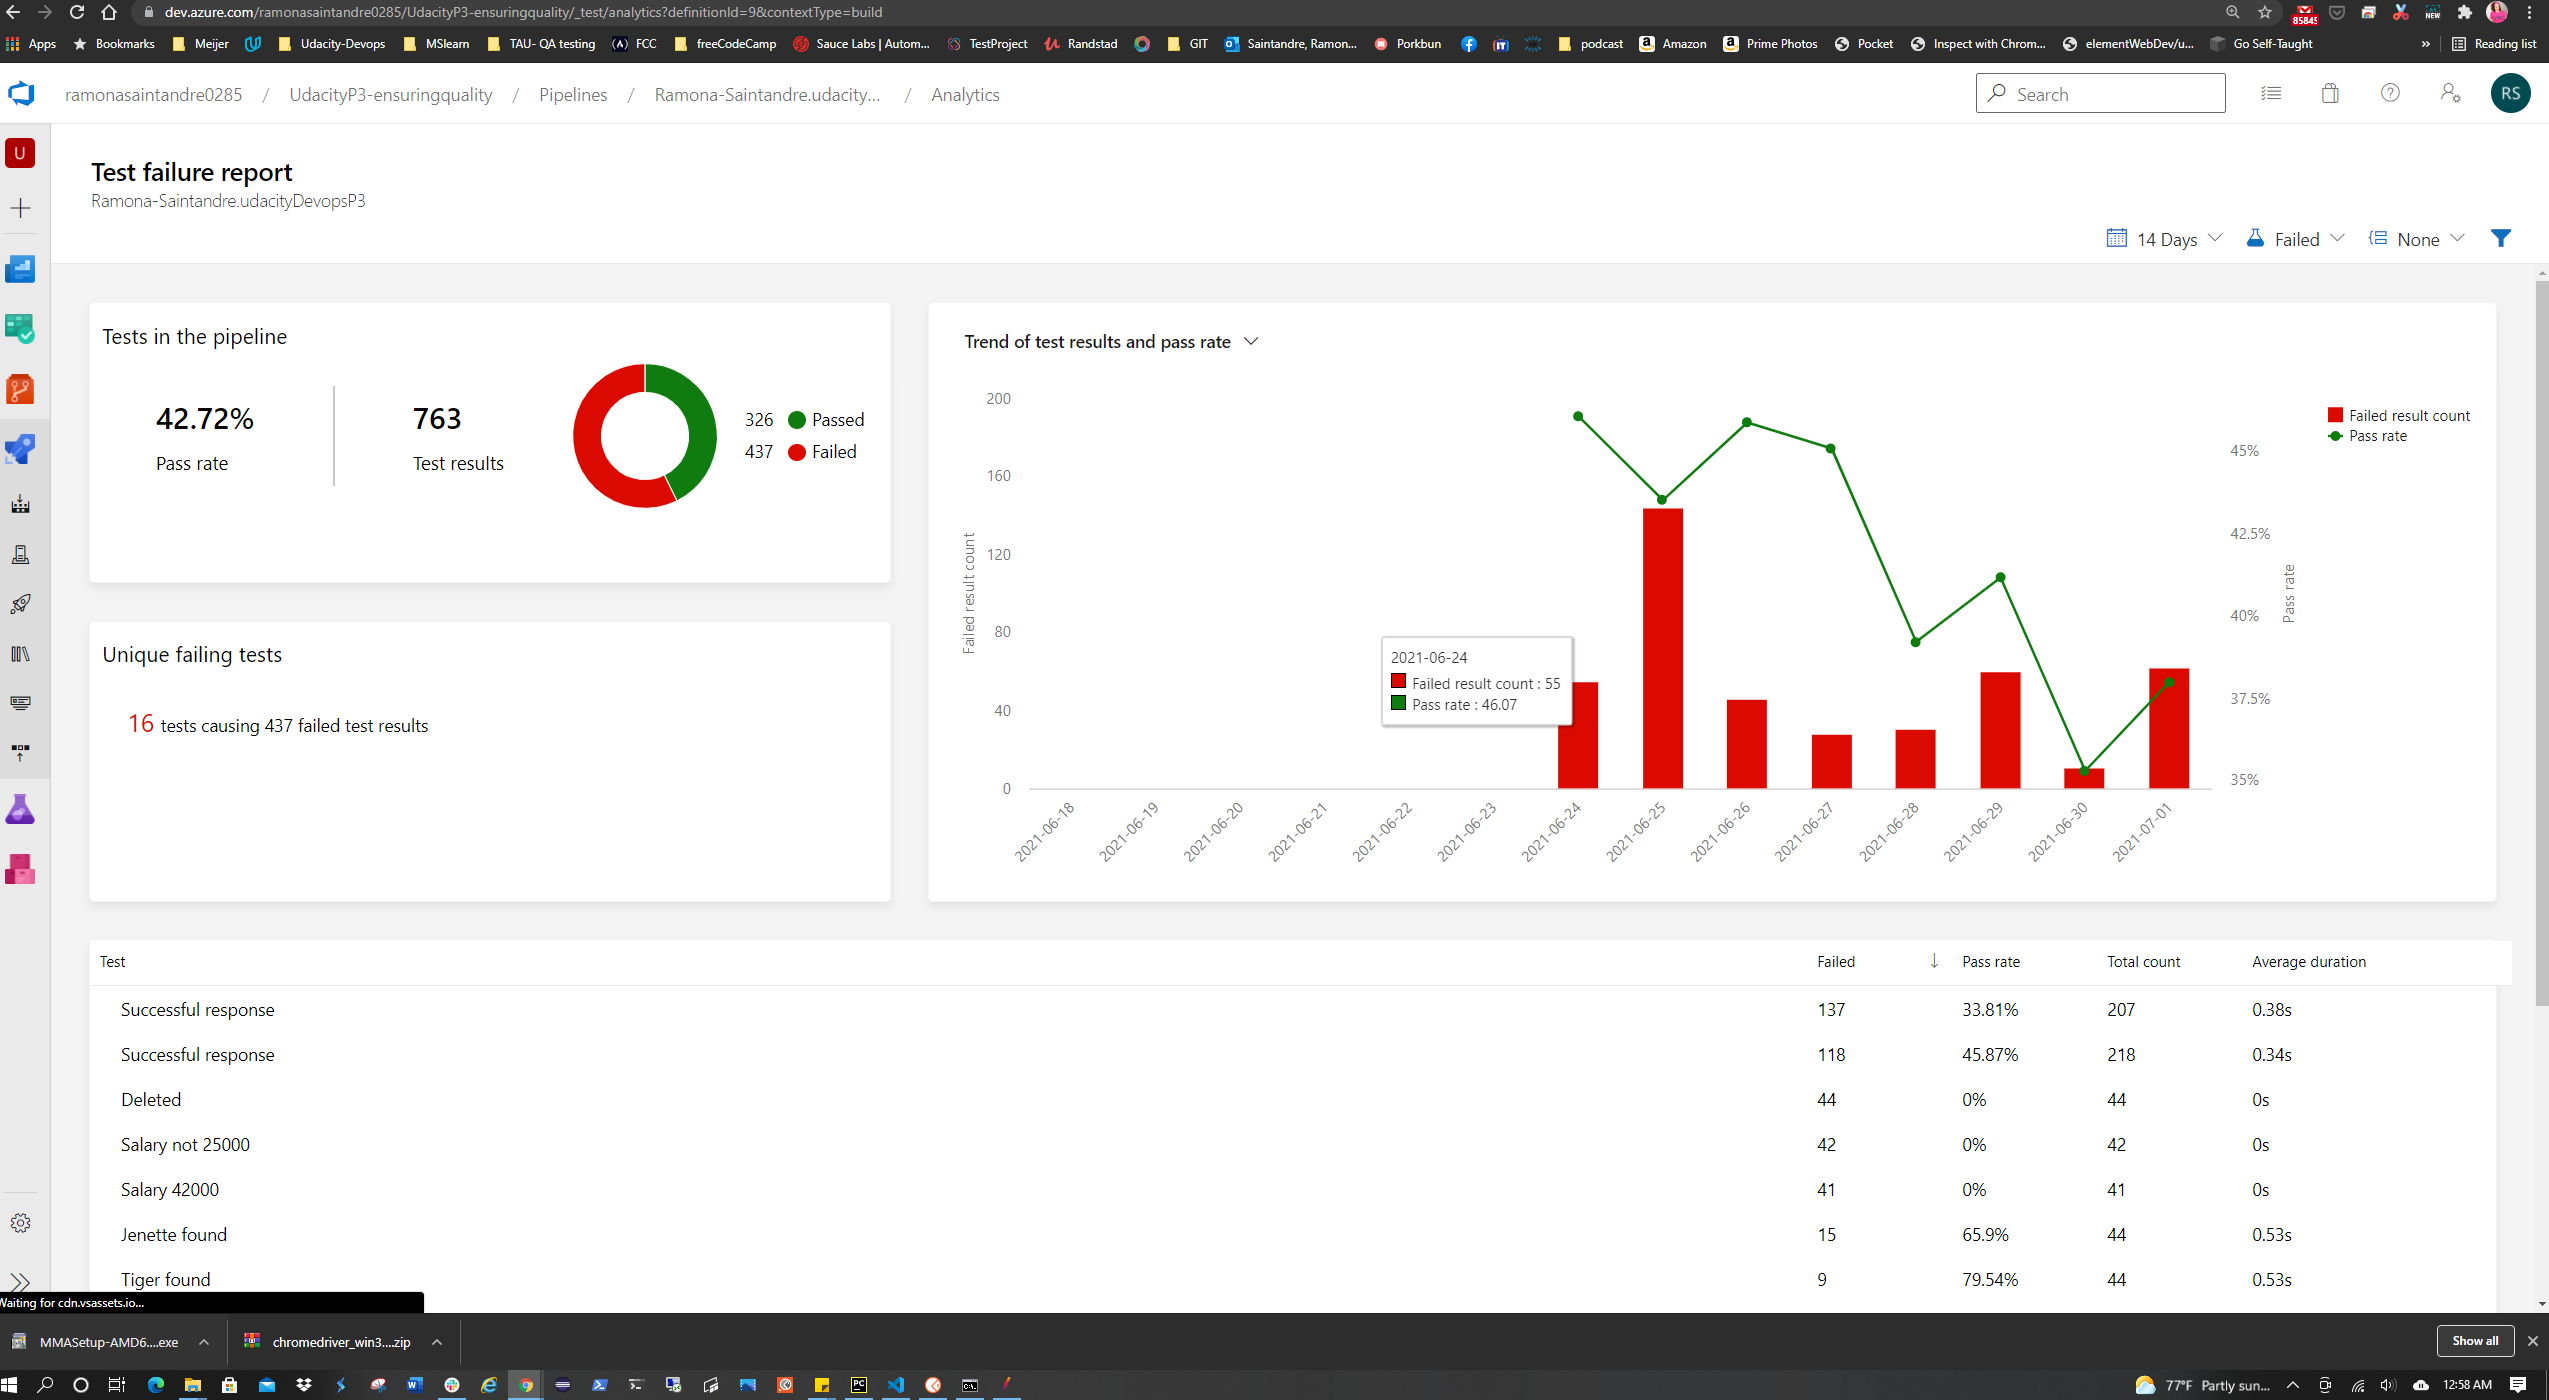 dev.azure.com/ramonasaintandre0285/UdacityP3-ensuringquality/_test/analytics?definitionId=9&contextType=build
85845
NEW
Apps Bookmarks Meijer Udacity-Devops MSlearn TAU- QA testing FCC freeCodeCamp Sauce Labs | Autom... TestProject Randstad GIT Saintandre, Ramon... Porkbun podcast Amazon Prime Photos Pocket Inspect with Chrom... elementWebDev/u... Go Self-Taught » Reading list
ramonasaintandre0285 / UdacityP3-ensuringquality / Pipelines / Ramona-Saintandre.udacity... / Analytics
Search
RS
U
Test failure report
Ramona-Saintandre.udacityDevopsP3
14 Days Failed None
Tests in the pipeline
42.72%
Pass rate
763
Test results
326 Passed
437 Failed
Unique failing tests
16 tests causing 437 failed test results
Trend of test results and pass rate
200
160
120
80
40
0
Failed result count
2021-06-24
Failed result count : 55
Pass rate : 46.07
2021-06-18
2021-06-19
2021-06-20
2021-06-21
2021-06-22
2021-06-23
2021-06-24
2021-06-25
2021-06-26
2021-06-27
2021-06-28
2021-06-29
2021-06-30
2021-07-01
45%
42.5%
40%
37.5%
35%
Pass rate
Failed result count
Pass rate
Test Failed Pass rate Total count Average duration
Successful response 137 33.81% 207 0.38s
Successful response 118 45.87% 218 0.34s
Deleted 44 0% 44 0s
Salary not 25000 42 0% 42 0s
Salary 42000 41 0% 41 0s
Jenette found 15 65.9% 44 0.53s
Tiger found 9 79.54% 44 0.53s
Waiting for cdn.vsassets.io...
MMASetup-AMD6....exe chromedriver_win3....zip Show all
77°F Partly sun... 12:58 AM